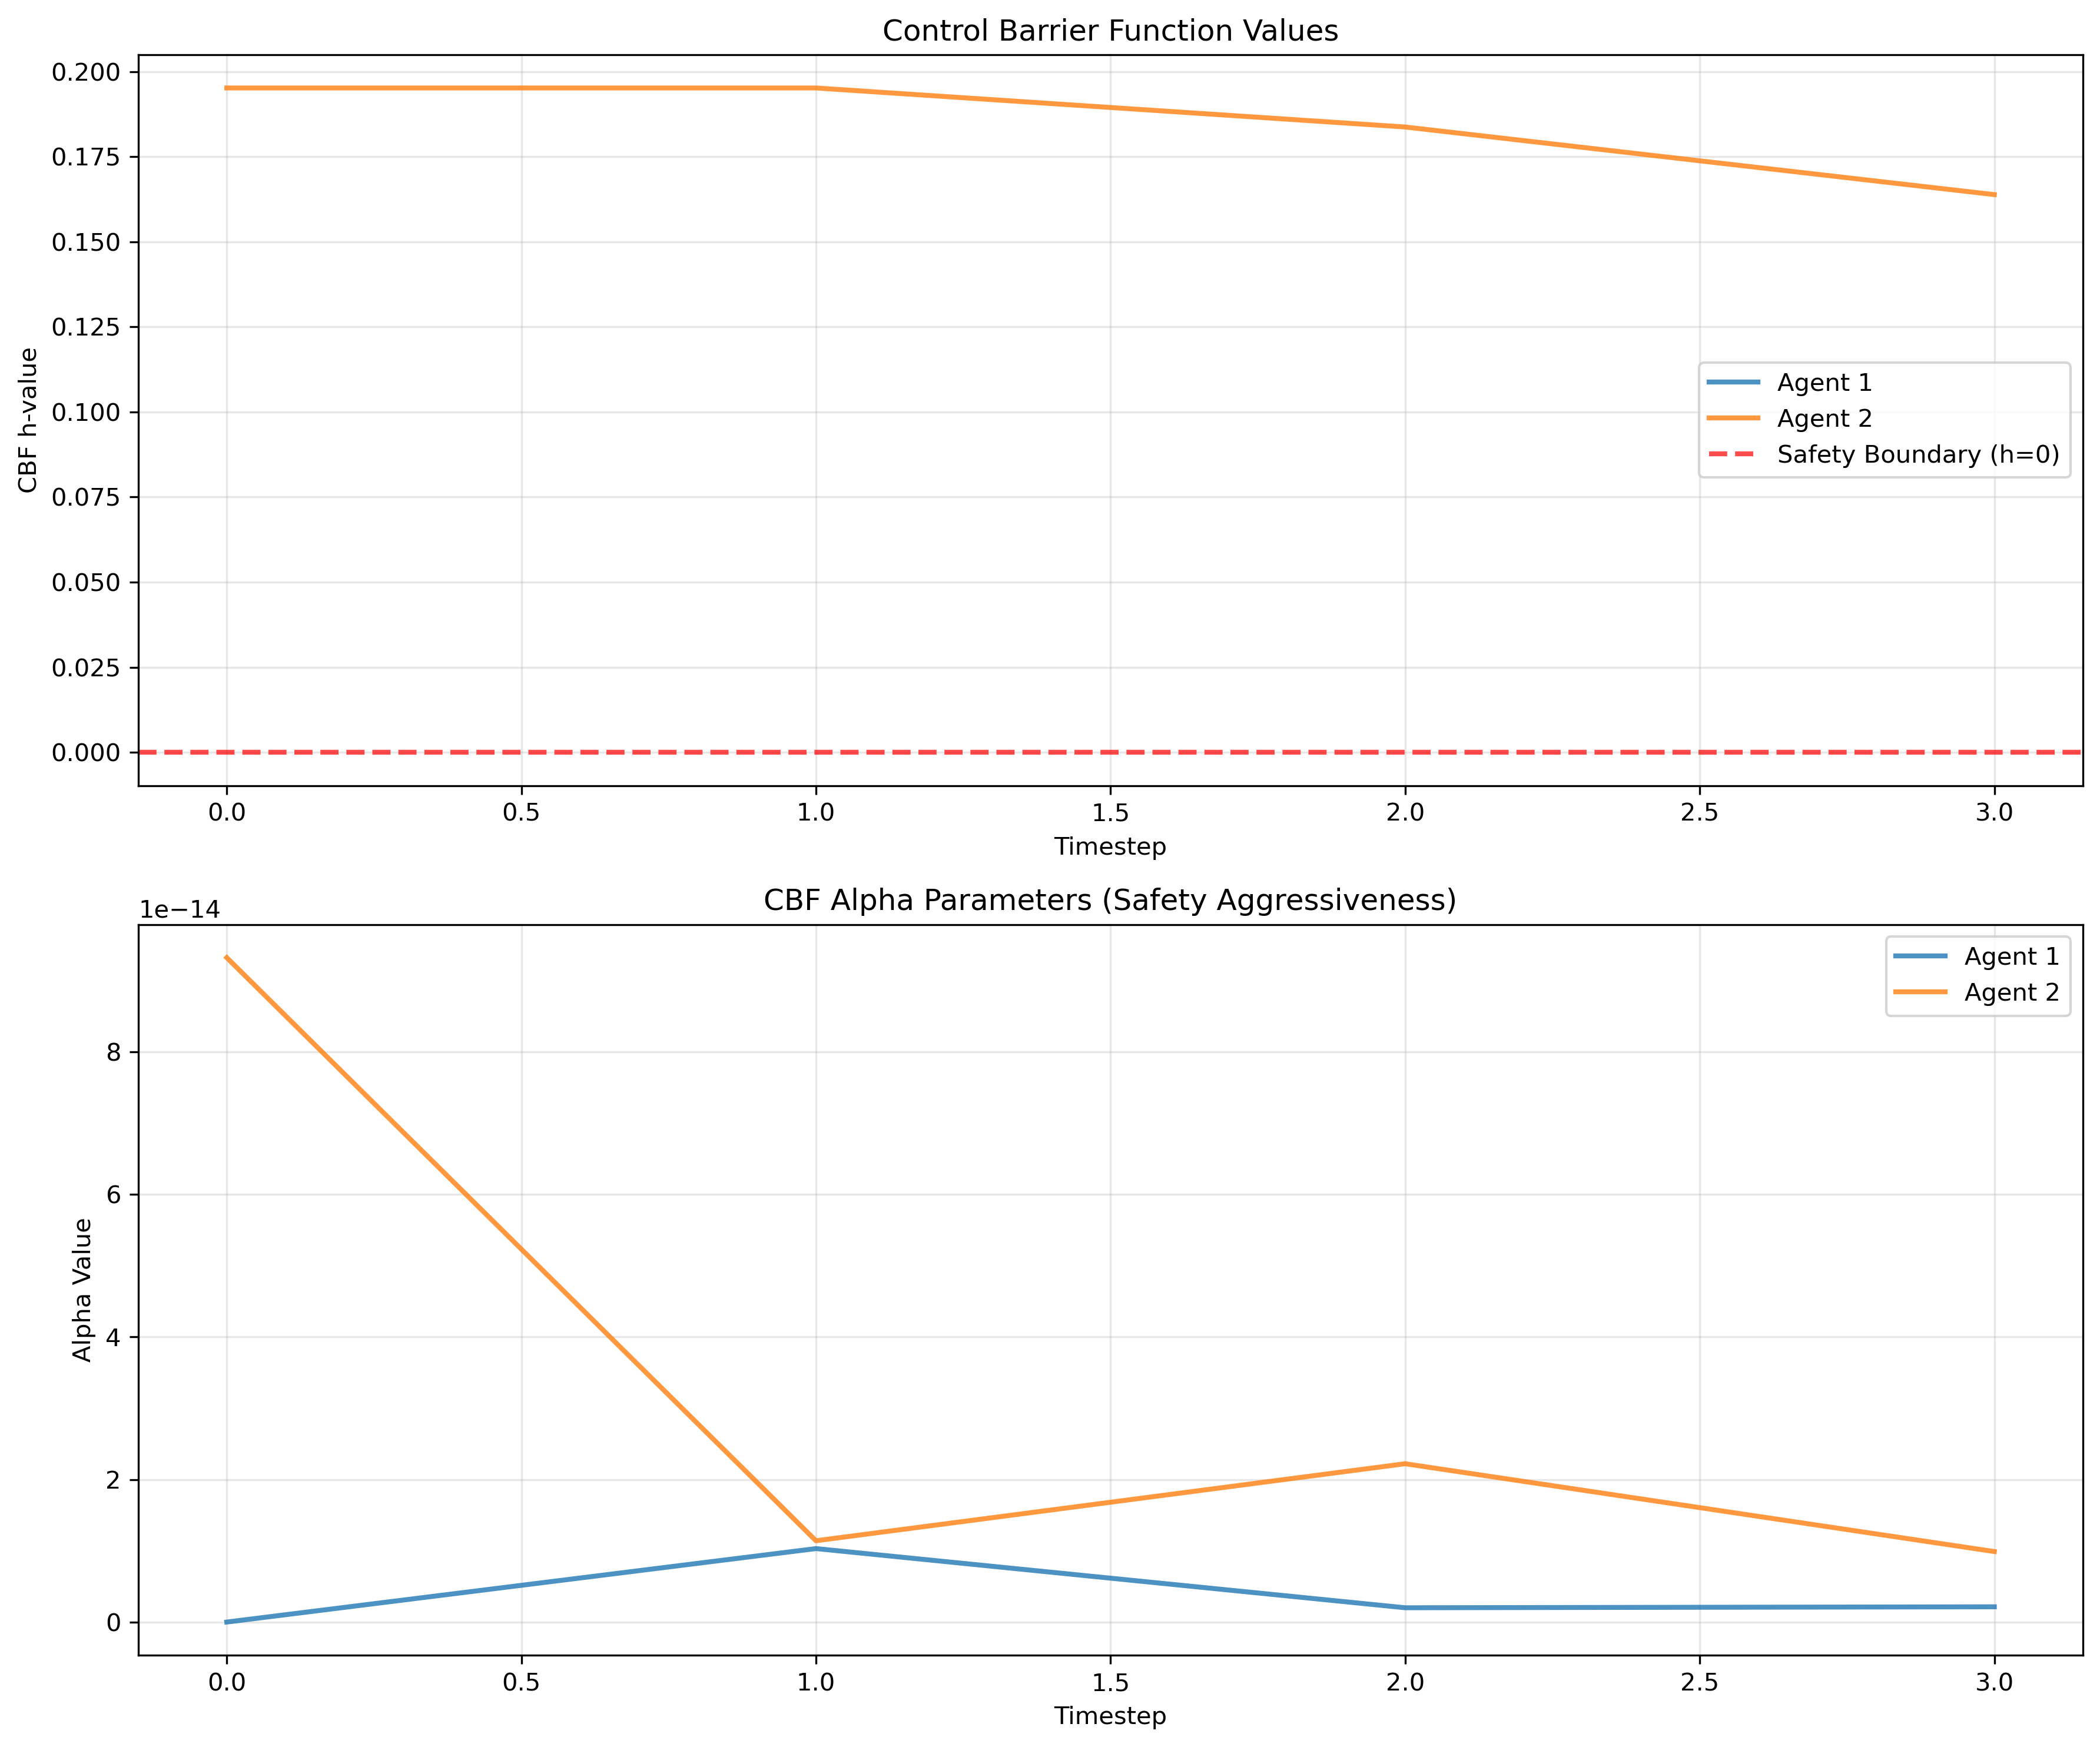 Control Barrier Function Values
0.200
0.175
0.150
0.125
0.100
0.075
0.050
0.025
0.000
CBF h-value
Agent 1
Agent 2
Safety Boundary (h=0)
0.0 0.5 1.0 1.5 2.0 2.5 3.0
Timestep
CBF Alpha Parameters (Safety Aggressiveness)
1e−14
8
6
4
2
0
Alpha Value
Agent 1
Agent 2
0.0 0.5 1.0 1.5 2.0 2.5 3.0
Timestep